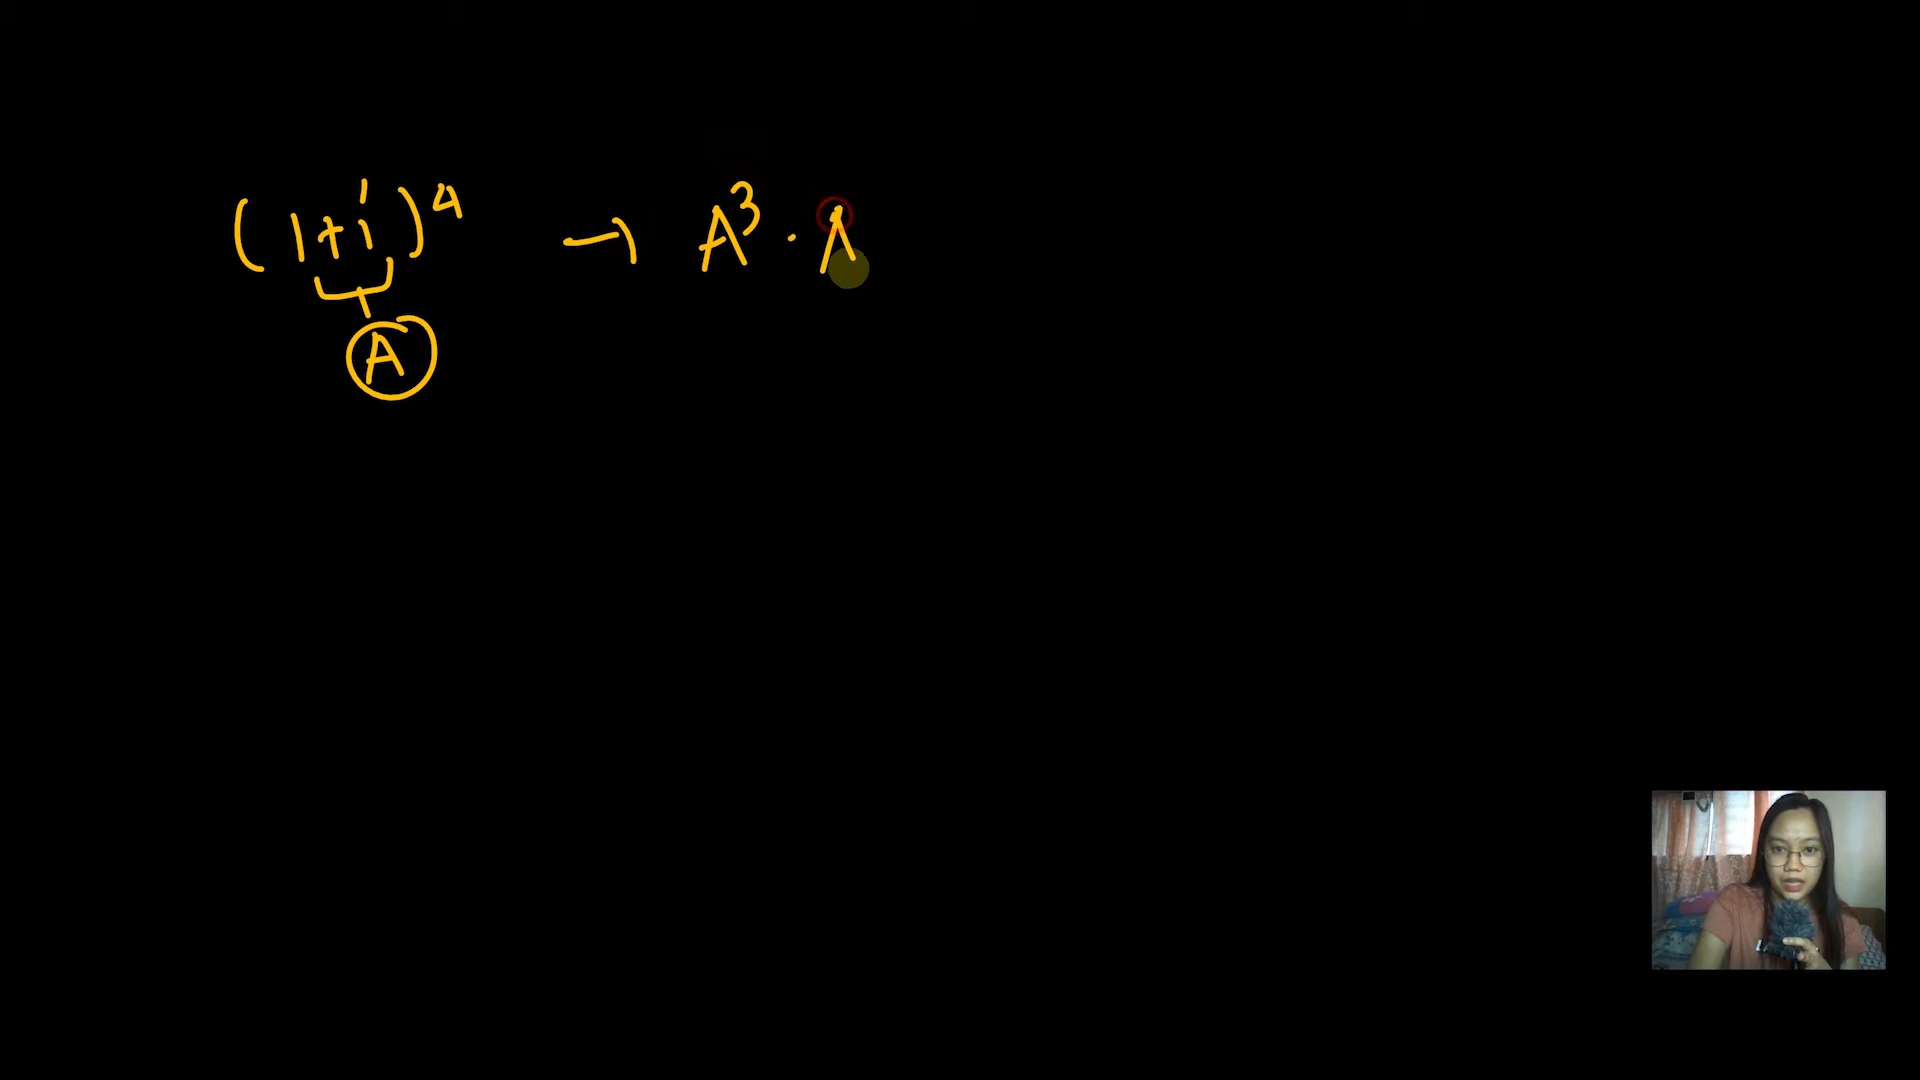 (1+i)⁴ → A³ · A
A